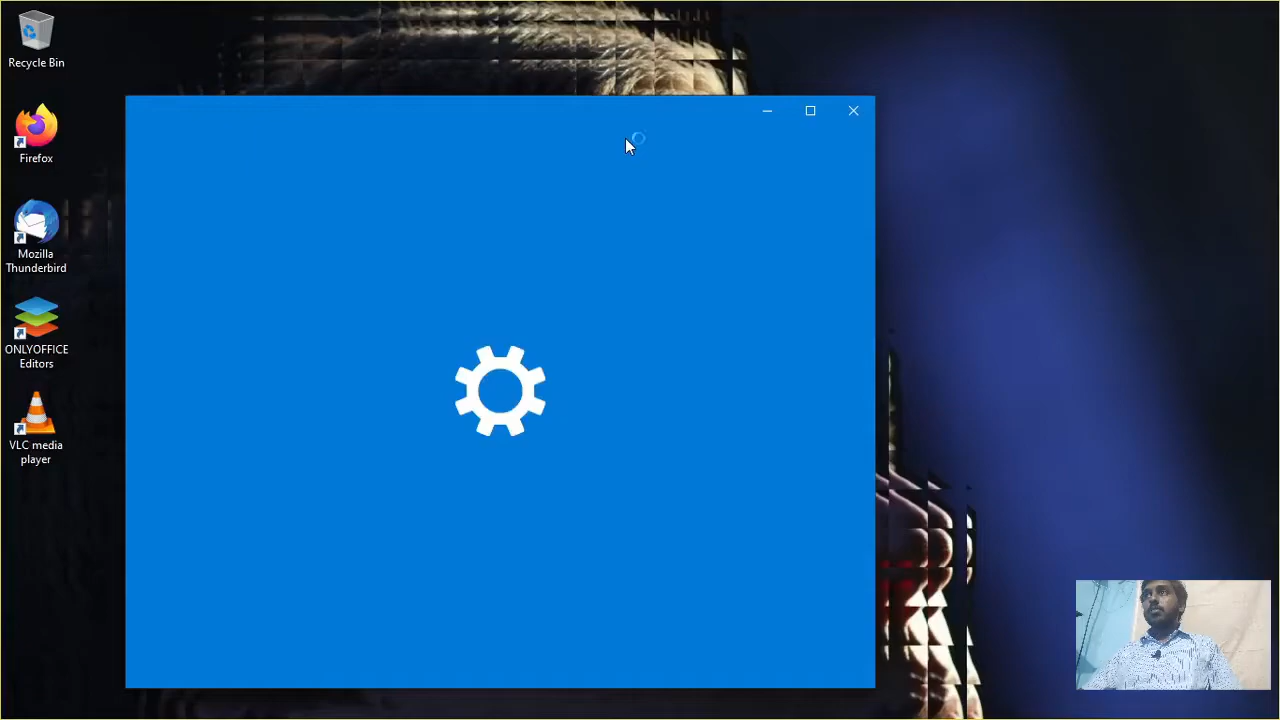 Recycle Bin
Firefox
Mozilla
Thunderbird
ONLYOFFICE
Editors
VLC media
player